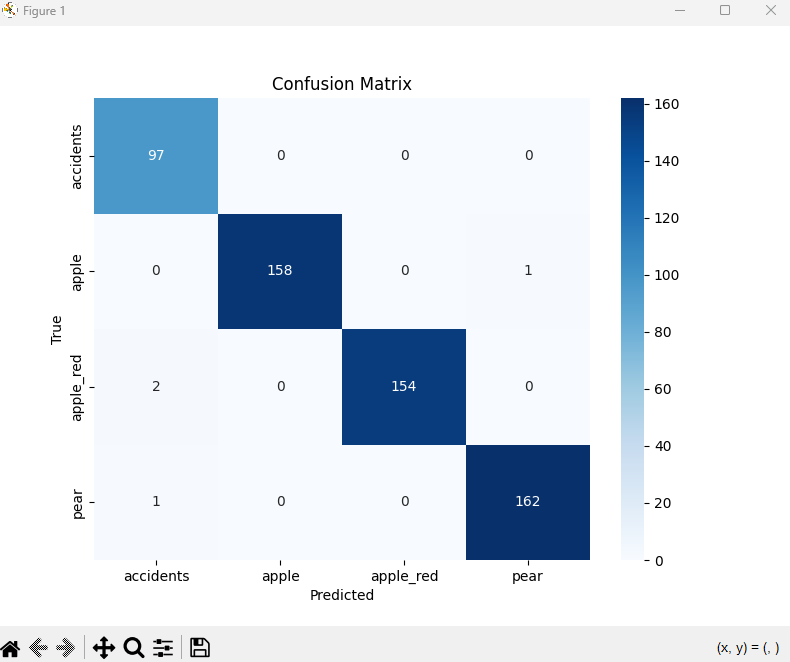 Figure 1
Confusion Matrix
accidents 97 0 0 0
apple 0 158 0 1
apple_red 2 0 154 0
pear 1 0 0 162
True
accidents apple apple_red pear
Predicted
160
140
120
100
80
60
40
20
0
(x, y) = (, )